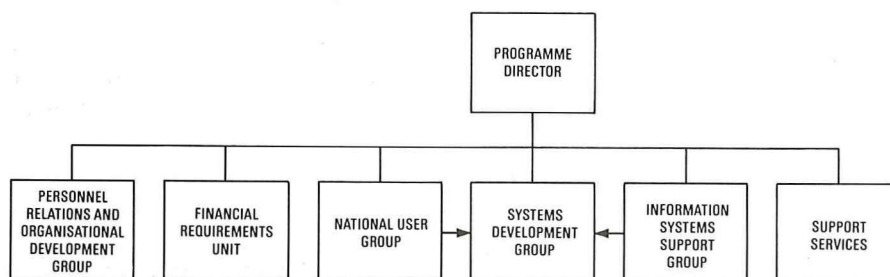 PROGRAMME
DIRECTOR
PERSONNEL
RELATIONS AND
ORGANISATIONAL
DEVELOPMENT
GROUP
FINANCIAL
REQUIREMENTS
UNIT
NATIONAL USER
GROUP
SYSTEMS
DEVELOPMENT
GROUP
INFORMATION
SYSTEMS
SUPPORT
GROUP
SUPPORT
SERVICES